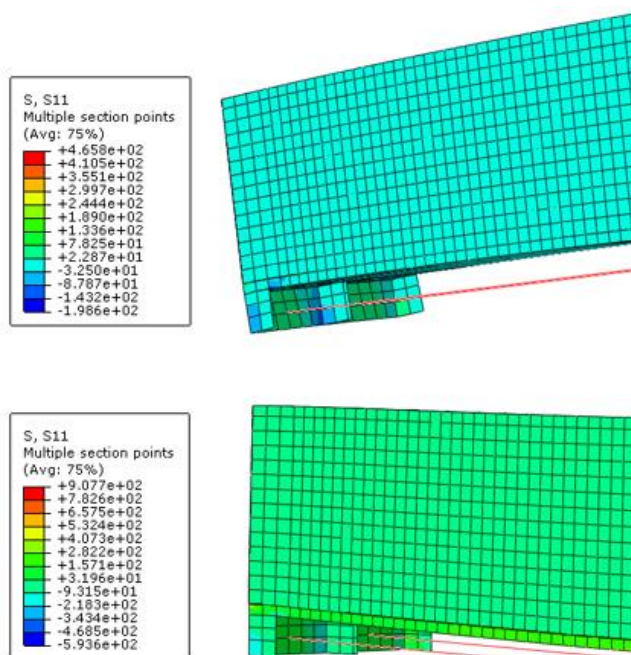 S, S11
Multiple section points
(Avg: 75%)
+4.658e+02
+4.105e+02
+3.551e+02
+2.997e+02
+2.444e+02
+1.890e+02
+1.336e+02
+7.825e+01
+2.287e+01
-3.250e+01
-8.787e+01
-1.432e+02
-1.986e+02
S, S11
Multiple section points
(Avg: 75%)
+9.077e+02
+7.826e+02
+6.575e+02
+5.324e+02
+4.073e+02
+2.822e+02
+1.571e+02
+3.196e+01
-9.315e+01
-2.183e+02
-3.434e+02
-4.685e+02
-5.936e+02